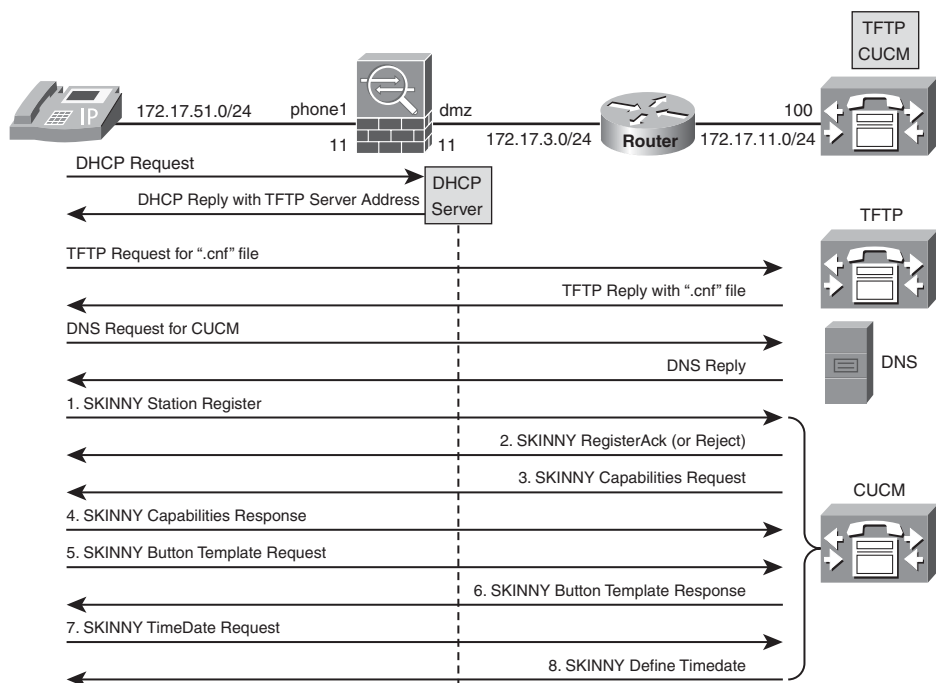 TFTP
CUCM
IP
172.17.51.0/24
phone1
dmz
100
11
11
172.17.3.0/24
Router
172.17.11.0/24
DHCP Request
DHCP
Server
DHCP Reply with TFTP Server Address
TFTP
TFTP Request for “.cnf” file
TFTP Reply with “.cnf” file
DNS Request for CUCM
DNS
DNS Reply
1. SKINNY Station Register
2. SKINNY RegisterAck (or Reject)
3. SKINNY Capabilities Request
CUCM
4. SKINNY Capabilities Response
5. SKINNY Button Template Request
6. SKINNY Button Template Response
7. SKINNY TimeDate Request
8. SKINNY Define Timedate